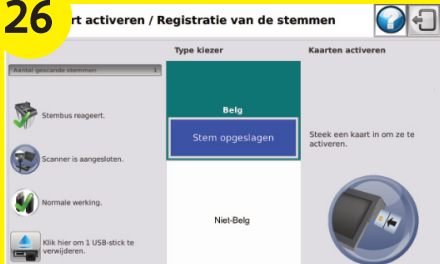 26
rt activeren / Registratie van de stemmen
Type kiezer
Kaarten activeren
Aantal gescande stemmen 1
Stembus reageert.
Scanner is aangesloten.
Normale werking.
Klik hier om 1 USB-stick te
verwijderen.
Belg
Stem opgeslagen
Niet-Belg
Steek een kaart in om ze te
activeren.